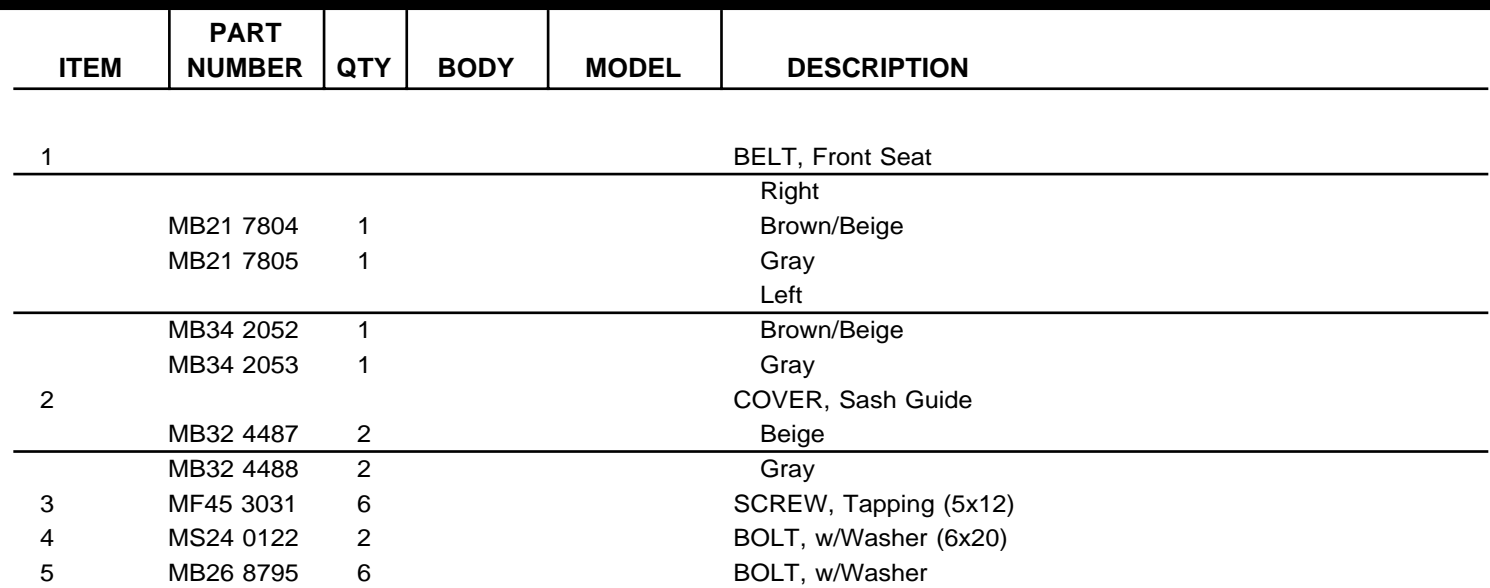 PART
ITEM NUMBER QTY BODY MODEL DESCRIPTION
1 BELT, Front Seat
Right
MB21 7804 1 Brown/Beige
MB21 7805 1 Gray
Left
MB34 2052 1 Brown/Beige
MB34 2053 1 Gray
2 COVER, Sash Guide
MB32 4487 2 Beige
MB32 4488 2 Gray
3 MF45 3031 6 SCREW, Tapping (5x12)
4 MS24 0122 2 BOLT, w/Washer (6x20)
5 MB26 8795 6 BOLT, w/Washer